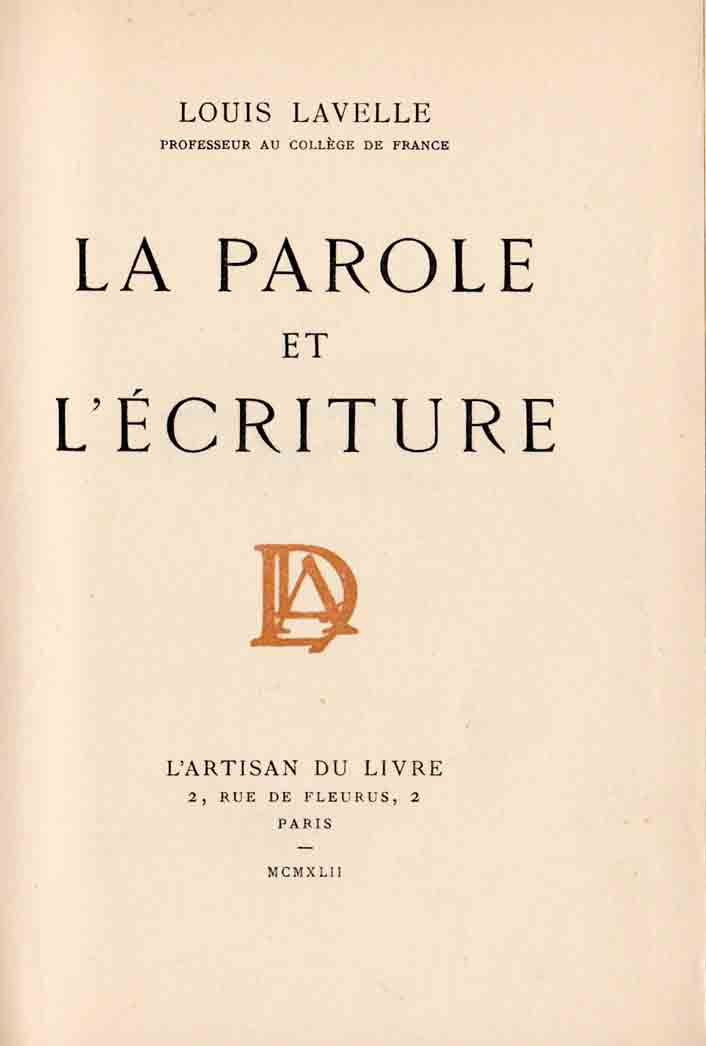 LOUIS LAVELLE
PROFESSEUR AU COLLÈGE DE FRANCE
LA PAROLE
ET
L'ÉCRITURE
L'ARTISAN DU LIVRE
2, RUE DE FLEURUS, 2
PARIS
—
MCMXLII